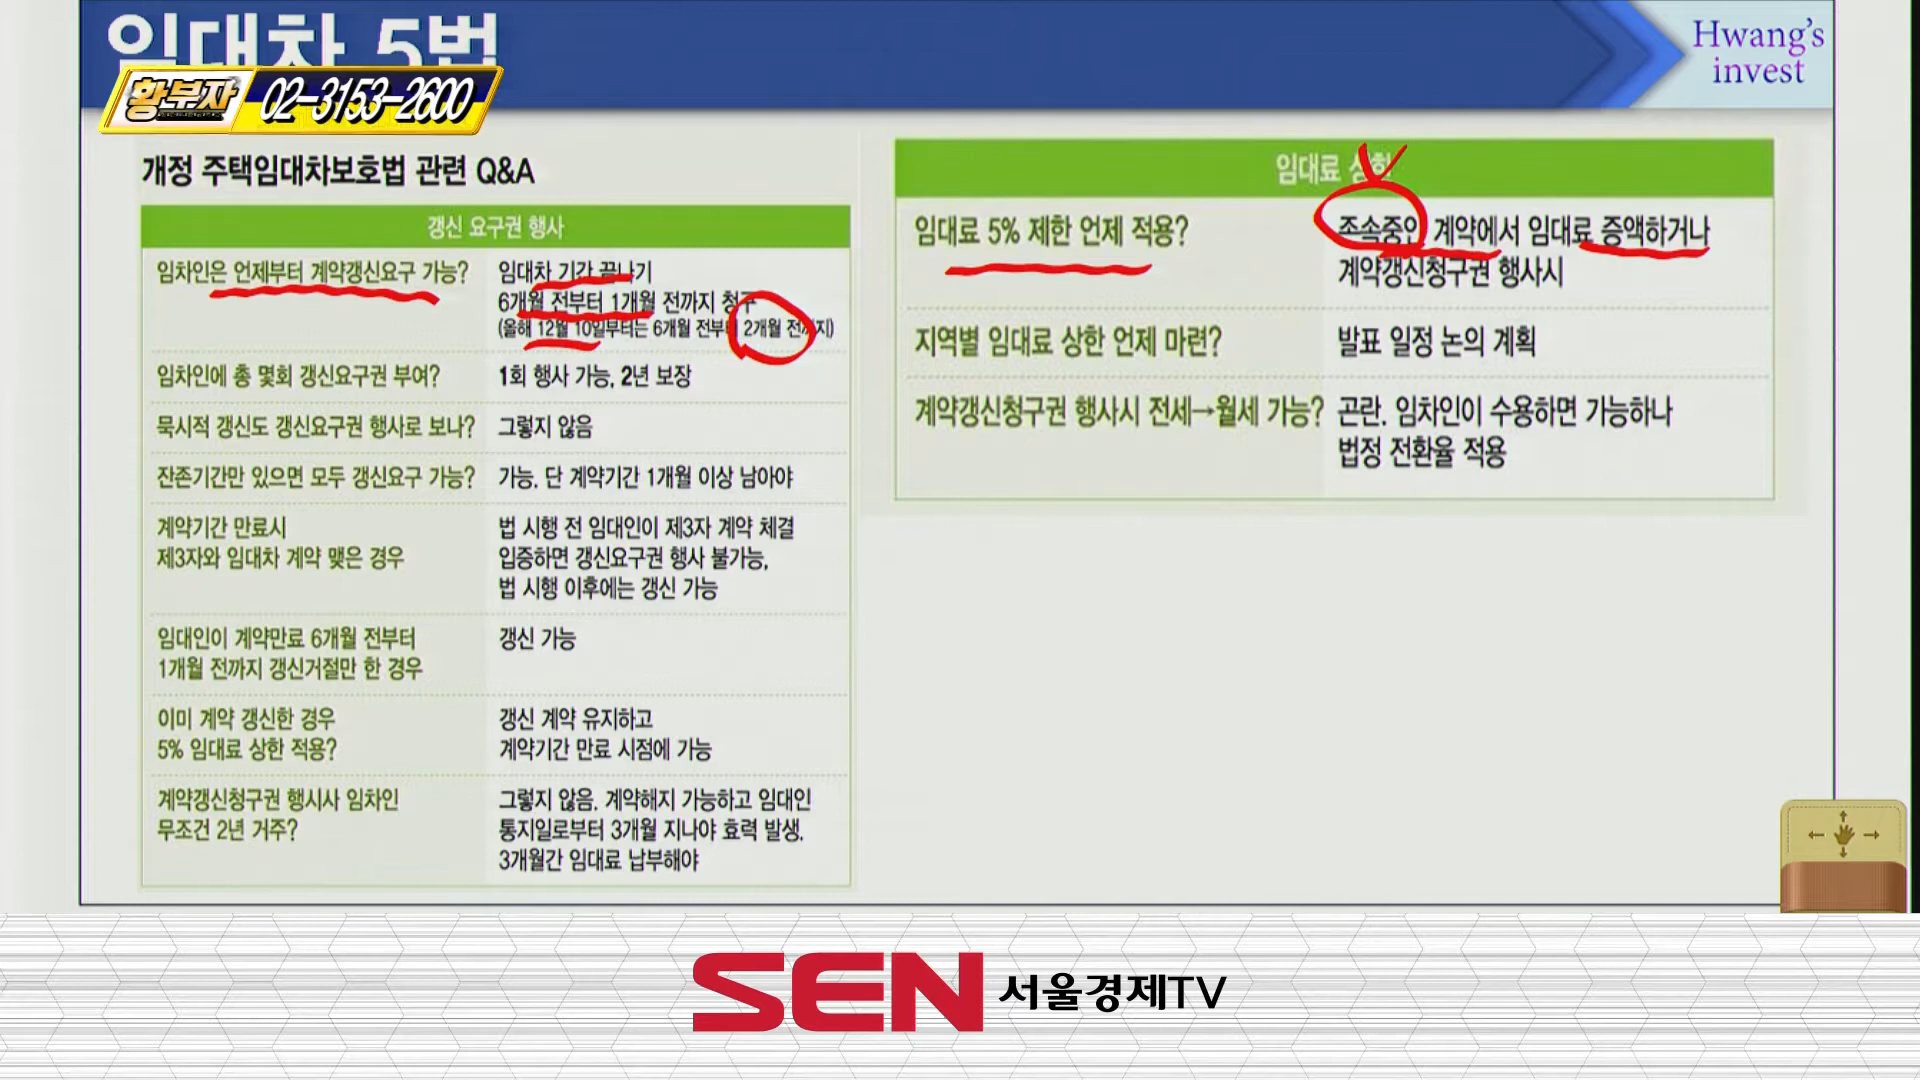 임대차 5법
Hwang's
invest
황부자 02-3153-2600
개정 주택임대차보호법 관련 Q&A
갱신 요구권 행사
임차인은 언제부터 계약갱신요구 가능? 임대차 기간 끝나기
6개월 전부터 1개월 전까지 청구
(올해 12월 10일부터는 6개월 전부터 2개월 전까지)
임차인에 총 몇회 갱신요구권 부여? 1회 행사 가능, 2년 보장
묵시적 갱신도 갱신요구권 행사로 보나? 그렇지 않음
잔존기간만 있으면 모두 갱신요구 가능? 가능, 단 계약기간 1개월 이상 남아야
계약기간 만료시 법 시행 전 임대인이 제3자 계약 체결
제3자와 임대차 계약 맺은 경우 입증하면 갱신요구권 행사 불가능,
법 시행 이후에는 갱신 가능
임대인이 계약만료 6개월 전부터 갱신 가능
1개월 전까지 갱신거절만 한 경우
이미 계약 갱신한 경우 갱신 계약 유지하고
5% 임대료 상한 적용? 계약기간 만료 시점에 가능
계약갱신청구권 행시사 임차인 그렇지 않음. 계약해지 가능하고 임대인
무조건 2년 거주? 통지일로부터 3개월 지나야 효력 발생.
3개월간 임대료 납부해야
임대료 상한
임대료 5% 제한 언제 적용? 존속중인 계약에서 임대료 증액하거나
계약갱신청구권 행사시
지역별 임대료 상한 언제 마련? 발표 일정 논의 계획
계약갱신청구권 행사시 전세→월세 가능? 곤란. 임차인이 수용하면 가능하나
법정 전환율 적용
SEN 서울경제TV